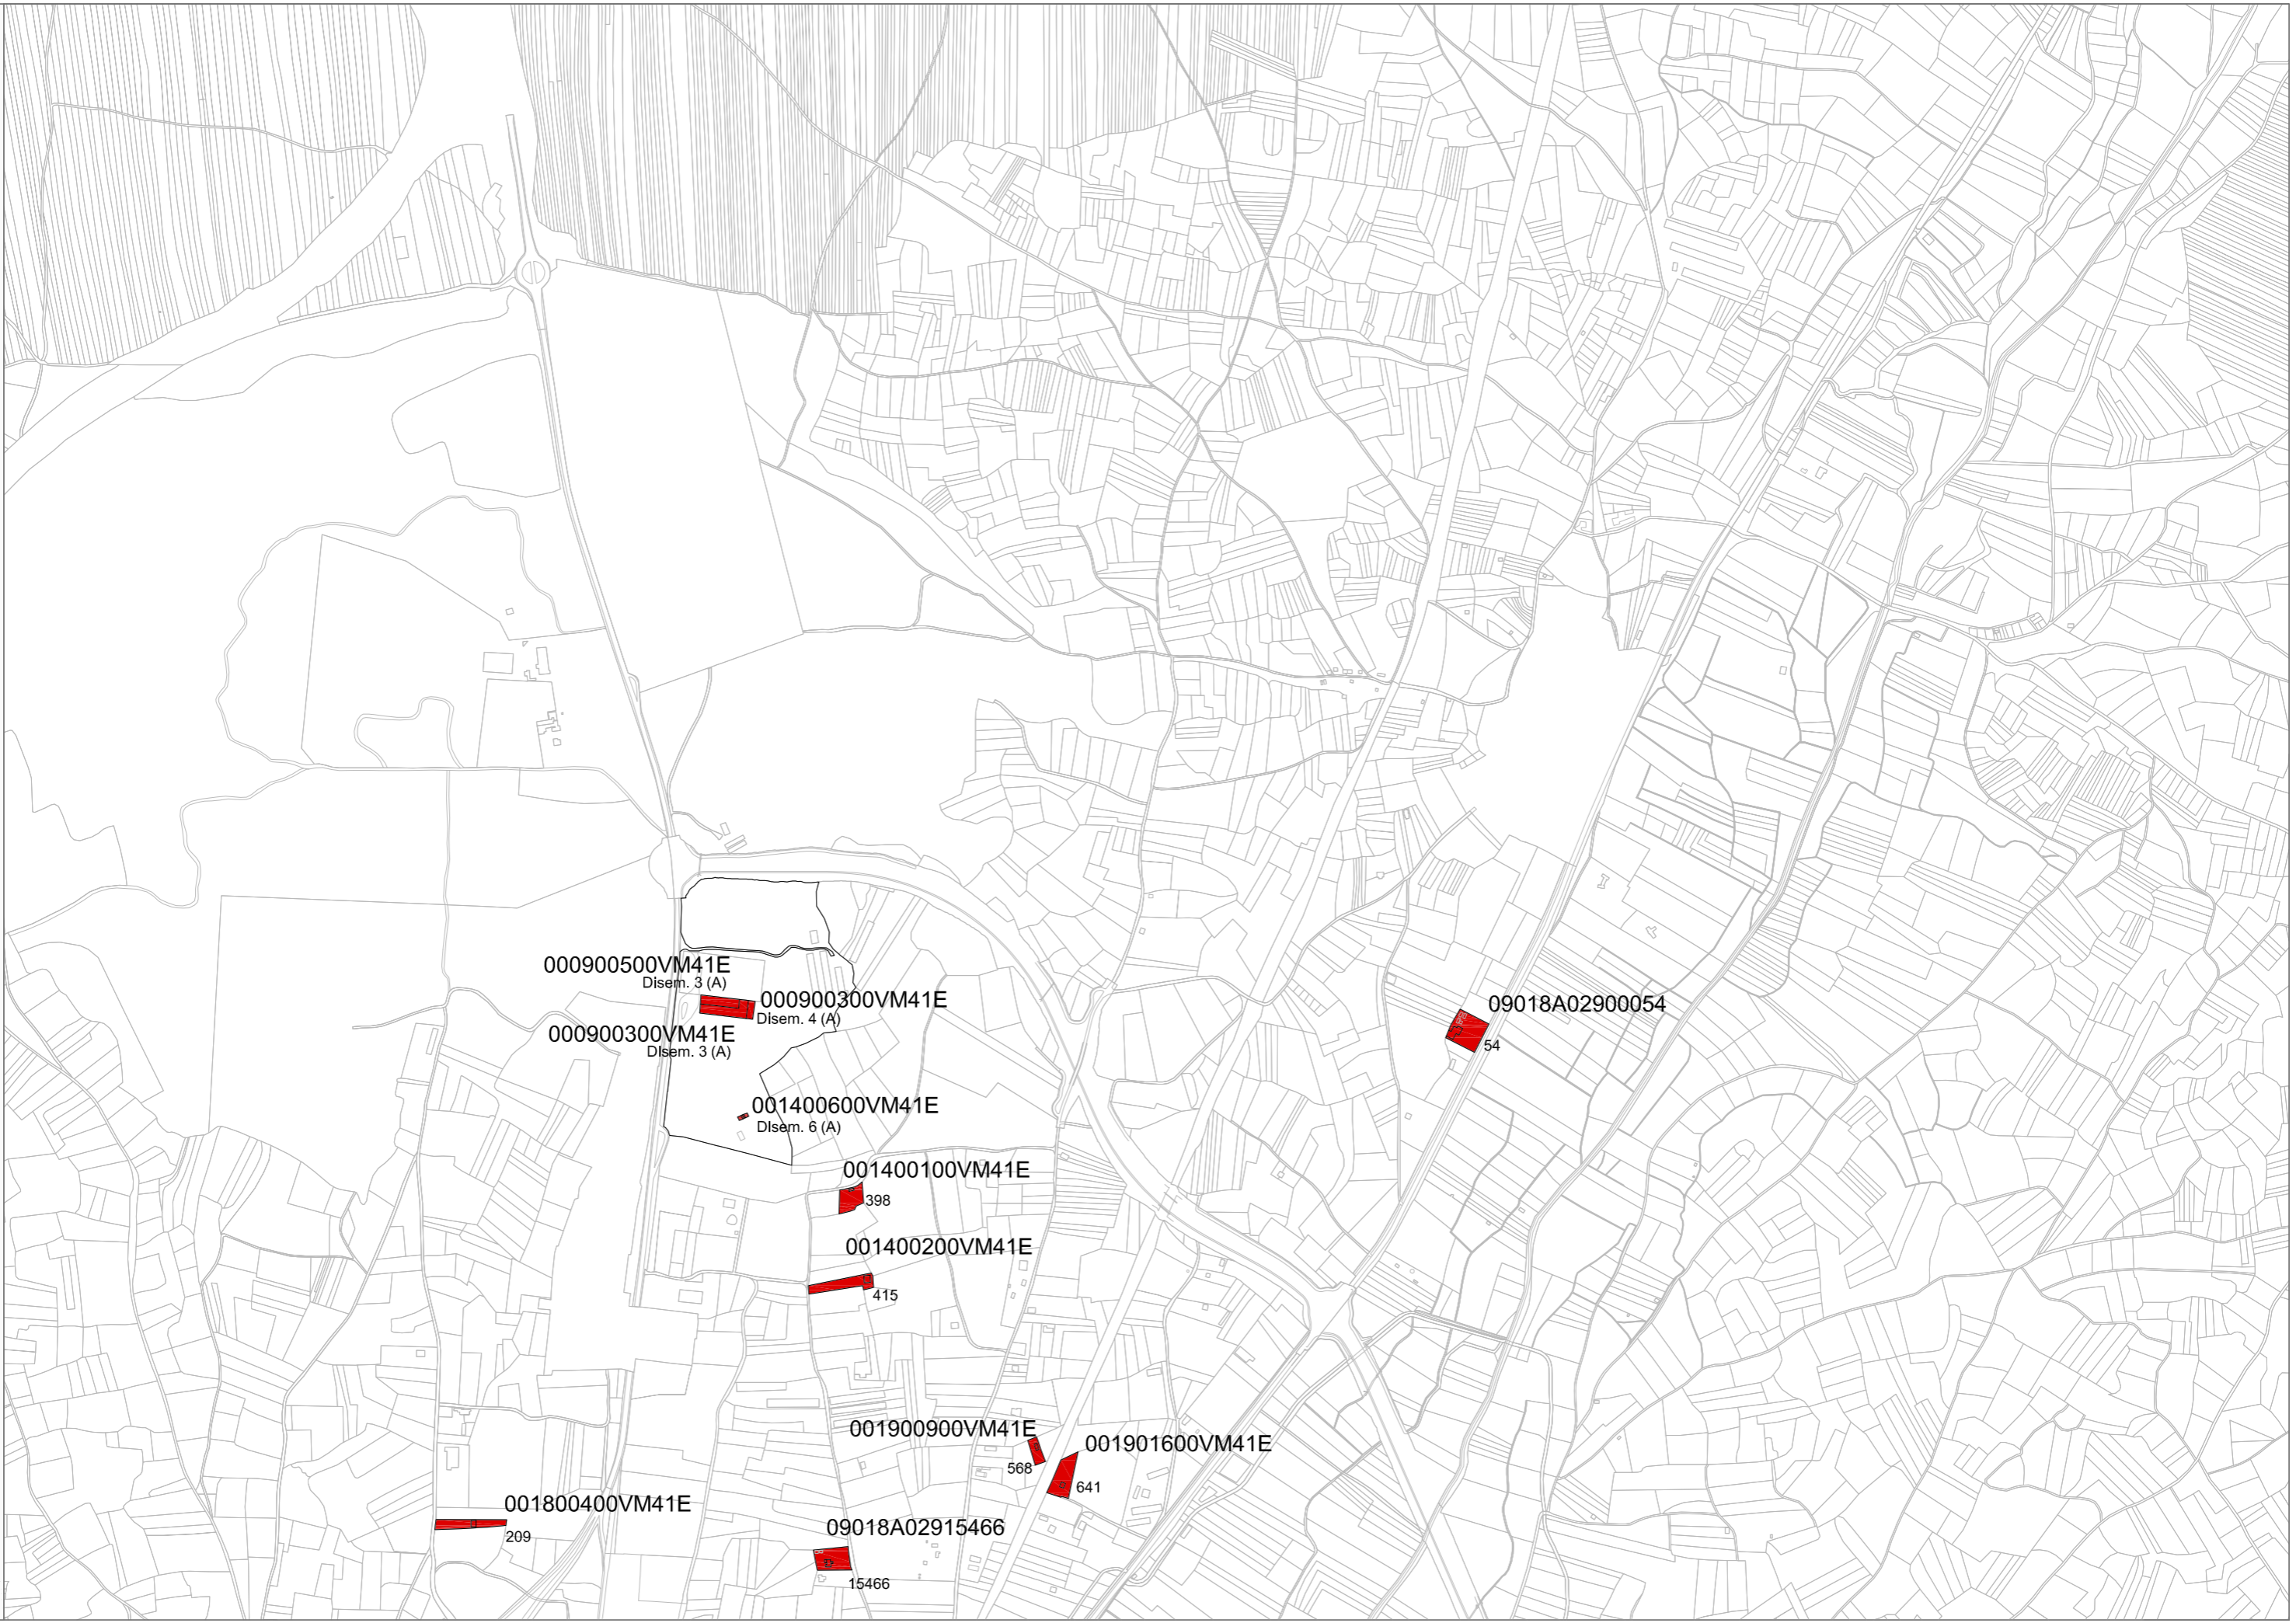 000900500VM41E
Disem. 3 (A)
000900300VM41E
DIsem. 4 (A)
09018A02900054
54
000900300VM41E
DIsem. 3 (A)
001400600VM41E
DIsem. 6 (A)
001400100VM41E
398
001400200VM41E
415
001900900VM41E
568
001901600VM41E
641
001800400VM41E
209
09018A02915466
15466